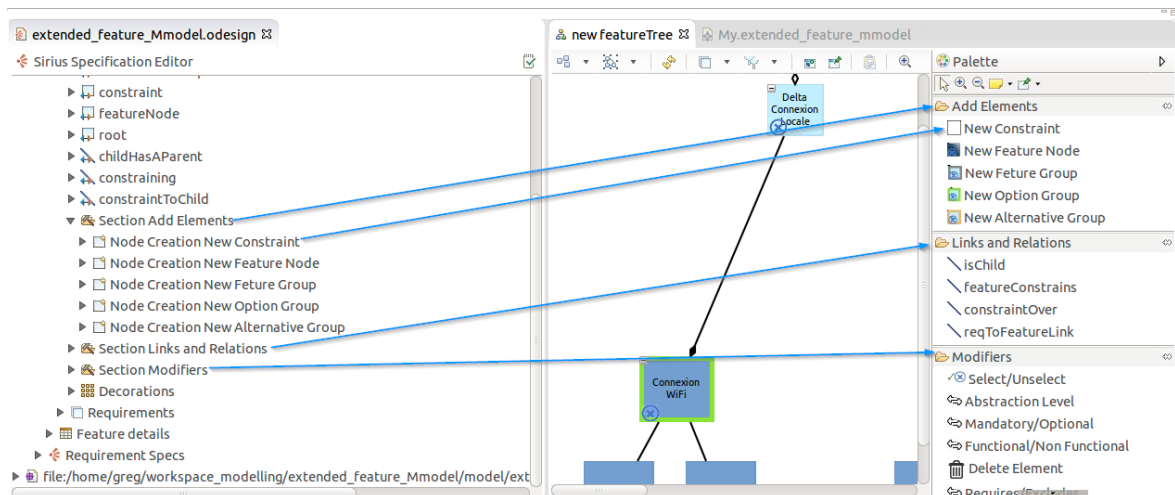 extended_feature_Mmodel.odesign
Sirius Specification Editor
constraint
featureNode
root
childHasAParent
constraining
constraintToChild
Section Add Elements
Node Creation New Constraint
Node Creation New Feature Node
Node Creation New Feture Group
Node Creation New Option Group
Node Creation New Alternative Group
Section Links and Relations
Section Modifiers
Decorations
Requirements
Feature details
Requirement Specs
file:/home/greg/workspace_modelling/extended_feature_Mmodel/model/ext
new featureTree
My.extended_feature_mmodel
Delta
Connexion
Locale
Connexion
WiFi
Palette
Add Elements
New Constraint
New Feature Node
New Feture Group
New Option Group
New Alternative Group
Links and Relations
isChild
featureConstrains
constraintOver
reqToFeatureLink
Modifiers
Select/Unselect
Abstraction Level
Mandatory/Optional
Functional/Non Functional
Delete Element
Requires/Excludes